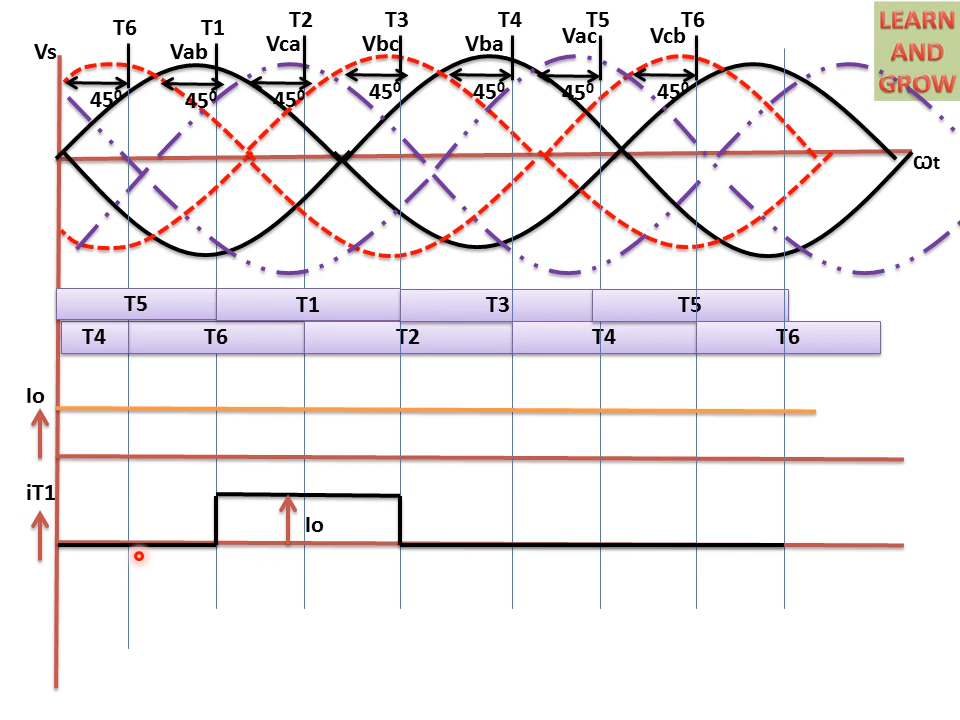 T6 T1 T2 T3 T4 T5 T6
Vs Vab Vca Vbc Vba Vac Vcb
45⁰ 45⁰ 45⁰ 45⁰ 45⁰ 45⁰ 45⁰
LEARN
AND
GROW
ωt
T5 T1 T3 T5
T4 T6 T2 T4 T6
Io
iT1
Io